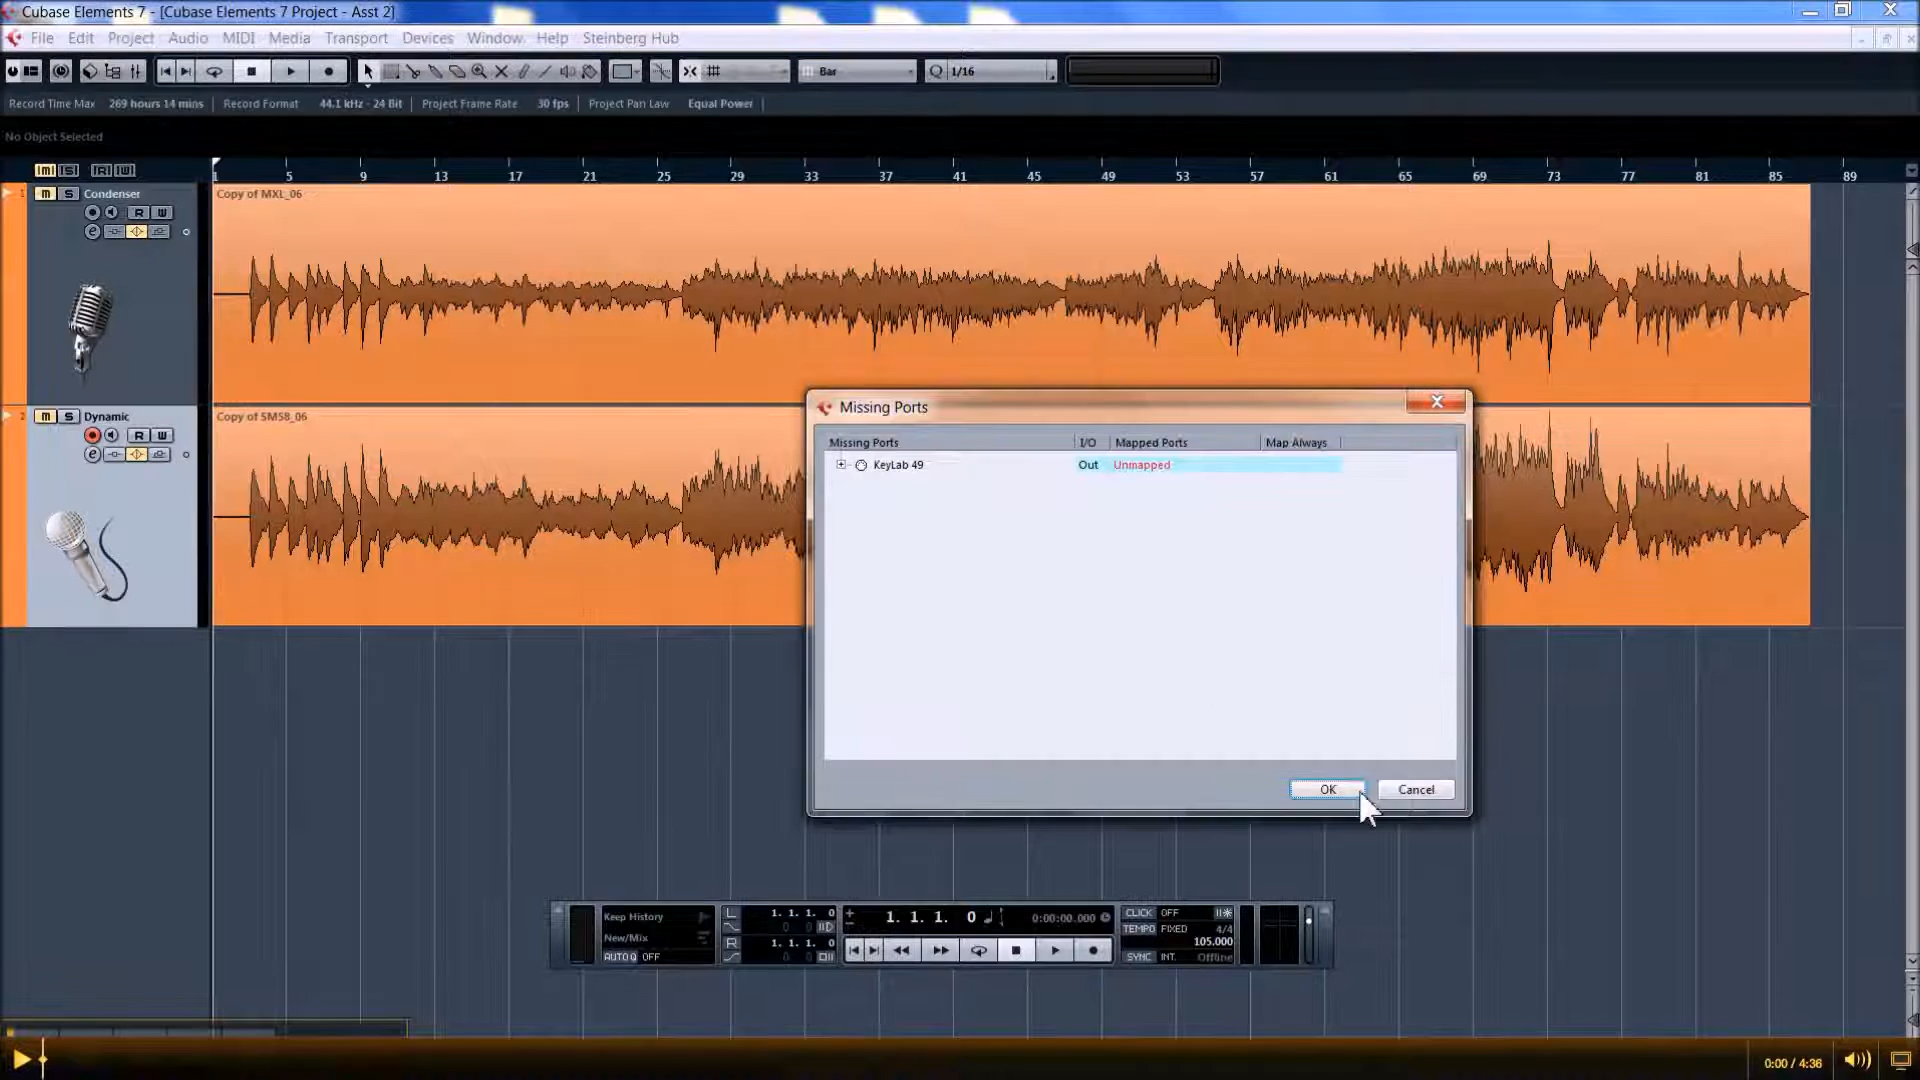 Cubase Elements 7 - [Cubase Elements 7 Project - Asst 2]
File Edit Project Audio MIDI Media Transport Devices Window Help Steinberg Hub
Bar Q 1/16
Record Time Max 269 hours 14 mins Record Format 44.1 kHz - 24 Bit Project Frame Rate 30 fps Project Pan Law Equal Power
No Object Selected
M S R W
1 5 9 13 17 21 25 29 33 37 41 45 49 53 57 61 65 69 73 77 81 85 89
1 m S Condenser
Copy of MXL_06
R W
e
2 m S Dynamic
Copy of SM58_06
R W
e
Missing Ports
Missing Ports I/O Mapped Ports Map Always
KeyLab 49 Out Unmapped
OK Cancel
Keep History L 1. 1. 1. 0 1. 1. 1. 0 0:00:00.000 CLICK OFF
New/Mix 0 0 TEMPO FIXED 4/4
R 1. 1. 1. 0 105.000
AUTO Q OFF 0 0 SYNC INT. Offline
0:00 / 4:36